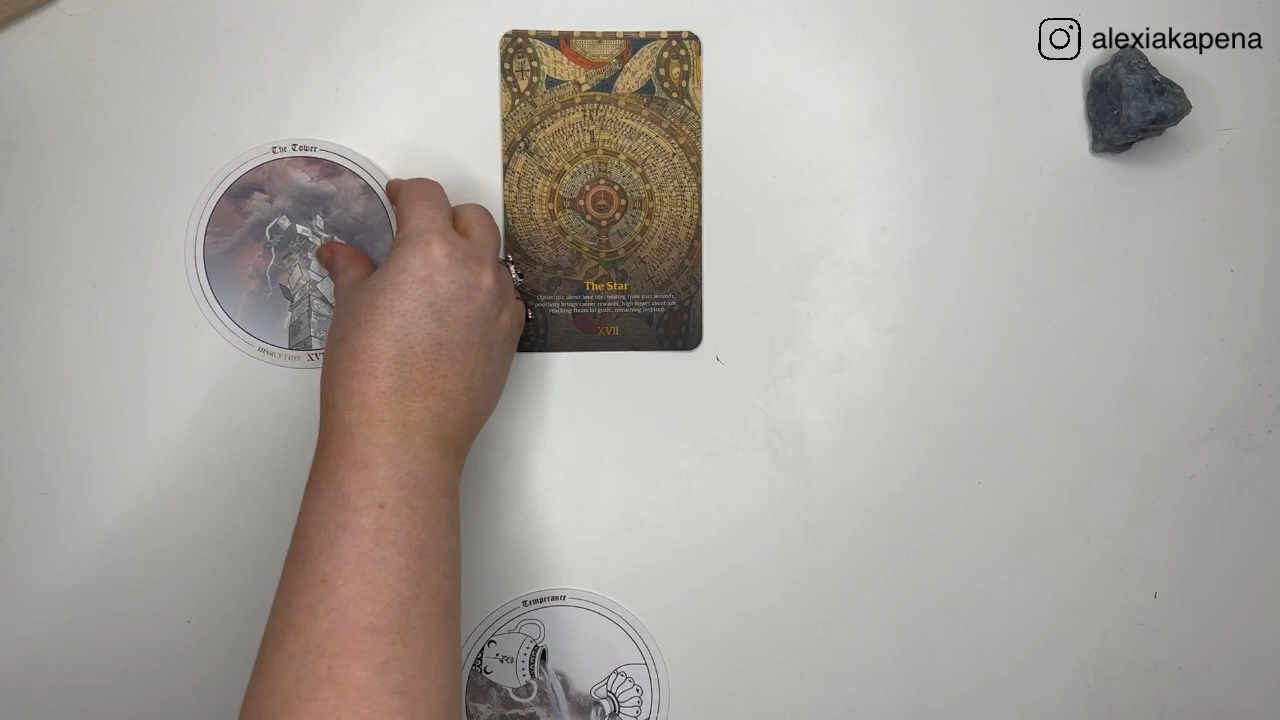 alexiakapena
The Tower
XVI
The Star
Optimistic about love life, healing from past wounds,
positivity brings career rewards, high hopes about job,
reaching financial goals, remaining inspired
XVII
Temperance